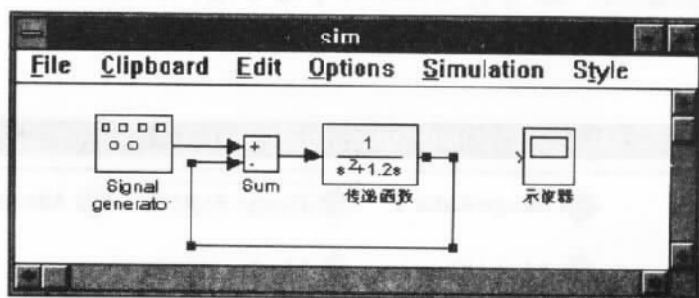 sim
File Clipboard Edit Options Simulation Style
+
-
1
s²+1.2s
Signal
generator
Sum
传递函数
示波器